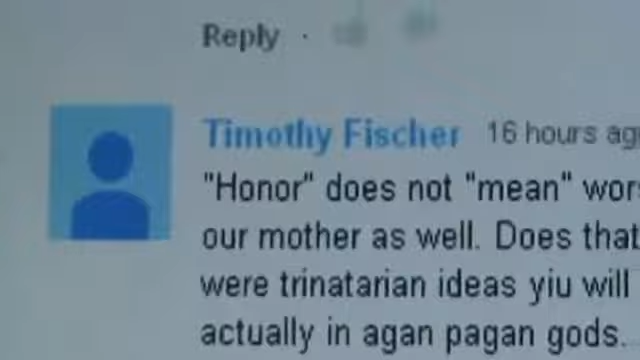 Reply ·
Timothy Fischer 16 hours ag
"Honor" does not "mean" wor
our mother as well. Does that
were trinatarian ideas yiu will
actually in agan pagan gods..